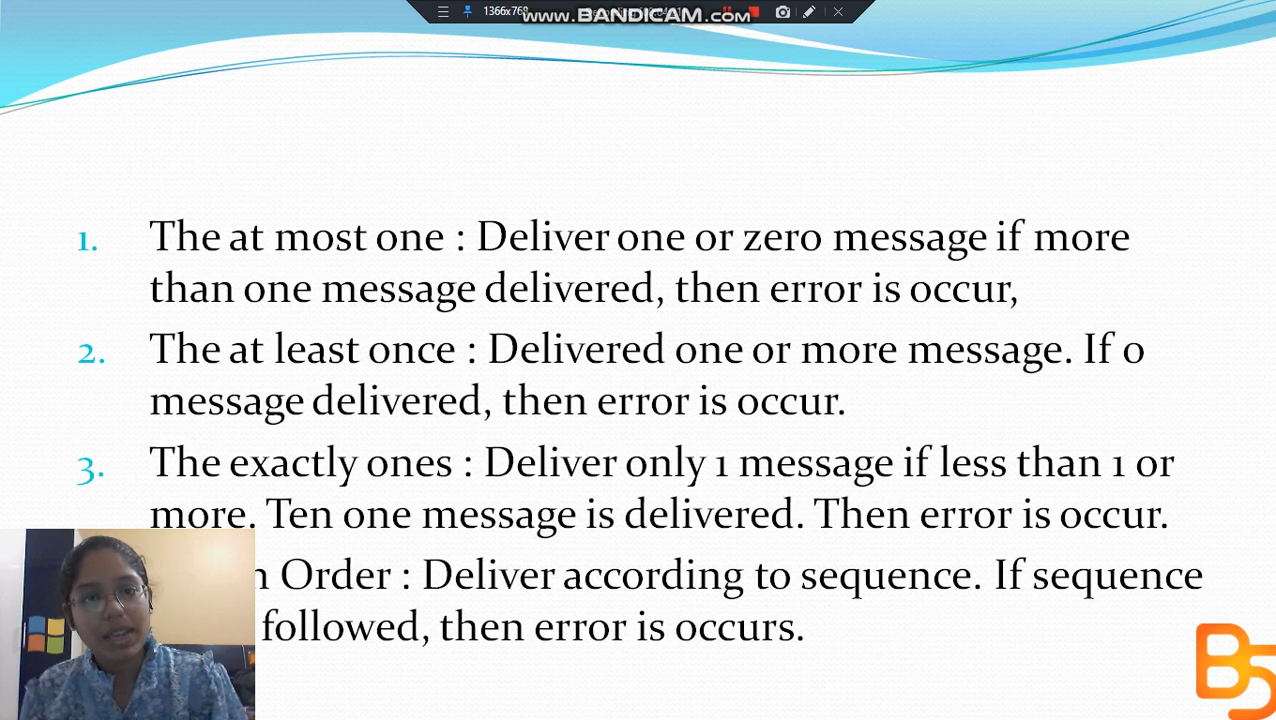 1366x768
www.BANDICAM.com
1. The at most one : Deliver one or zero message if more
than one message delivered, then error is occur,
2. The at least once : Delivered one or more message. If 0
message delivered, then error is occur.
3. The exactly ones : Deliver only 1 message if less than 1 or
more. Ten one message is delivered. Then error is occur.
Order : Deliver according to sequence. If sequence
followed, then error is occurs.
B5